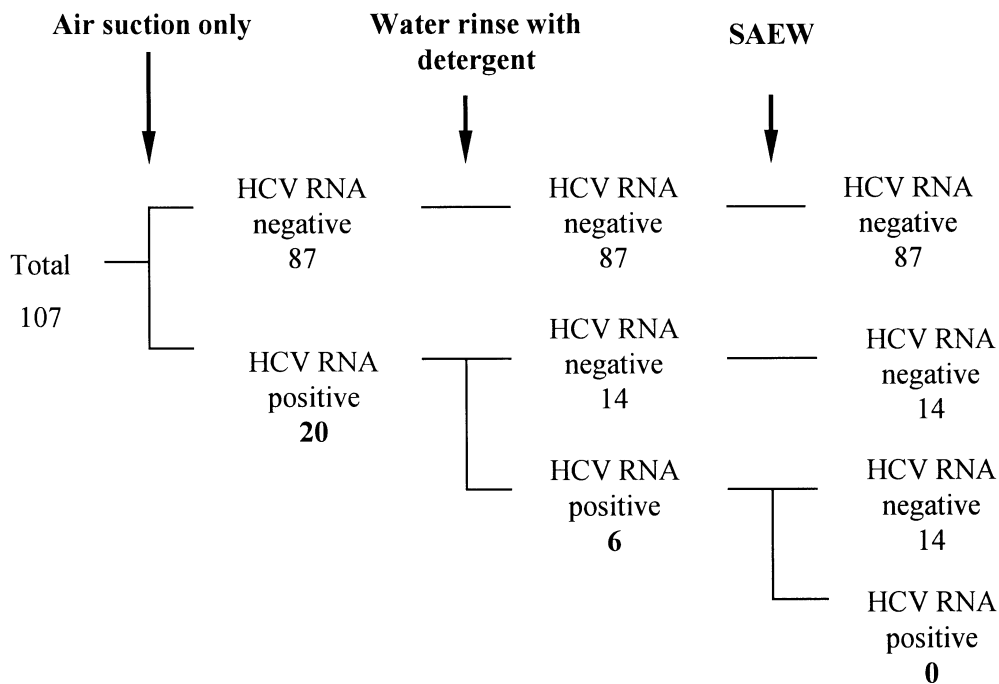 Air suction only
Water rinse with
detergent
SAEW
HCV RNA
negative
87
HCV RNA
negative
87
HCV RNA
negative
87
Total
107
HCV RNA
positive
20
HCV RNA
negative
14
HCV RNA
negative
14
HCV RNA
positive
6
HCV RNA
negative
14
HCV RNA
positive
0